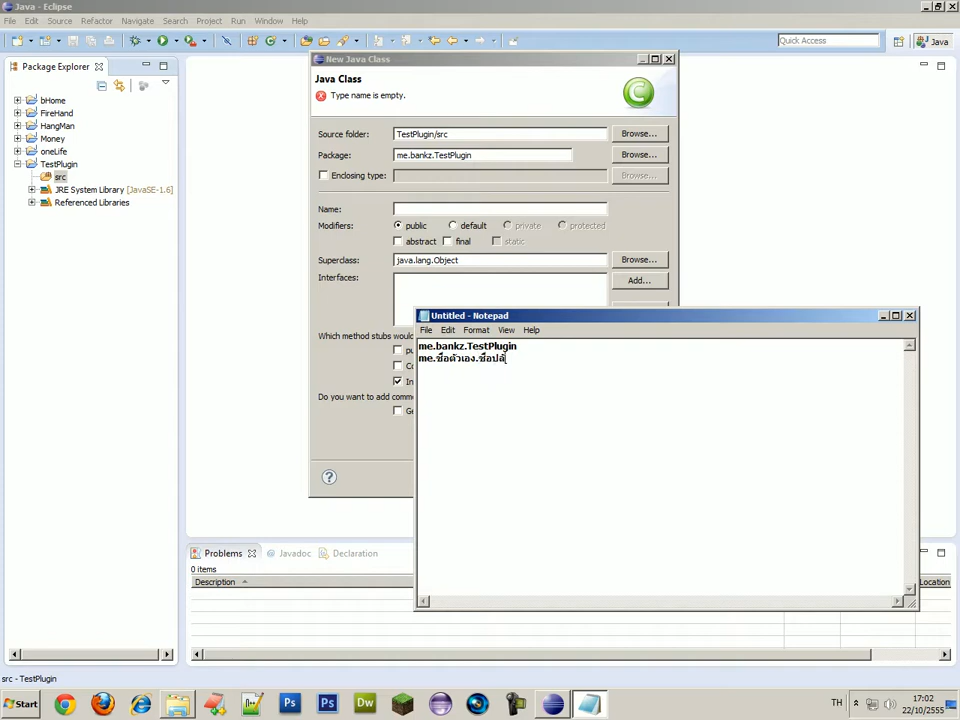 Java - Eclipse
File Edit Source Refactor Navigate Search Project Run Window Help
Quick Access
Java
Package Explorer
bHome
FireHand
HangMan
Money
oneLife
TestPlugin
src
JRE System Library [JavaSE-1.6]
Referenced Libraries
New Java Class
Java Class
Type name is empty.
Source folder: TestPlugin/src Browse...
Package: me.bankz.TestPlugin Browse...
Enclosing type: Browse...
Name:
Modifiers: public default private protected
abstract final static
Superclass: java.lang.Object Browse...
Interfaces: Add...
Which method stubs wou
pu
Co
In
Do you want to add comme
Ge
Untitled - Notepad
File Edit Format View Help
me.bankz.TestPlugin
me.ชื่อตัวเอง.ชื่อปลั
Problems Javadoc Declaration
0 items
Description Location
src - TestPlugin
Start
TH
17:02
22/10/2555